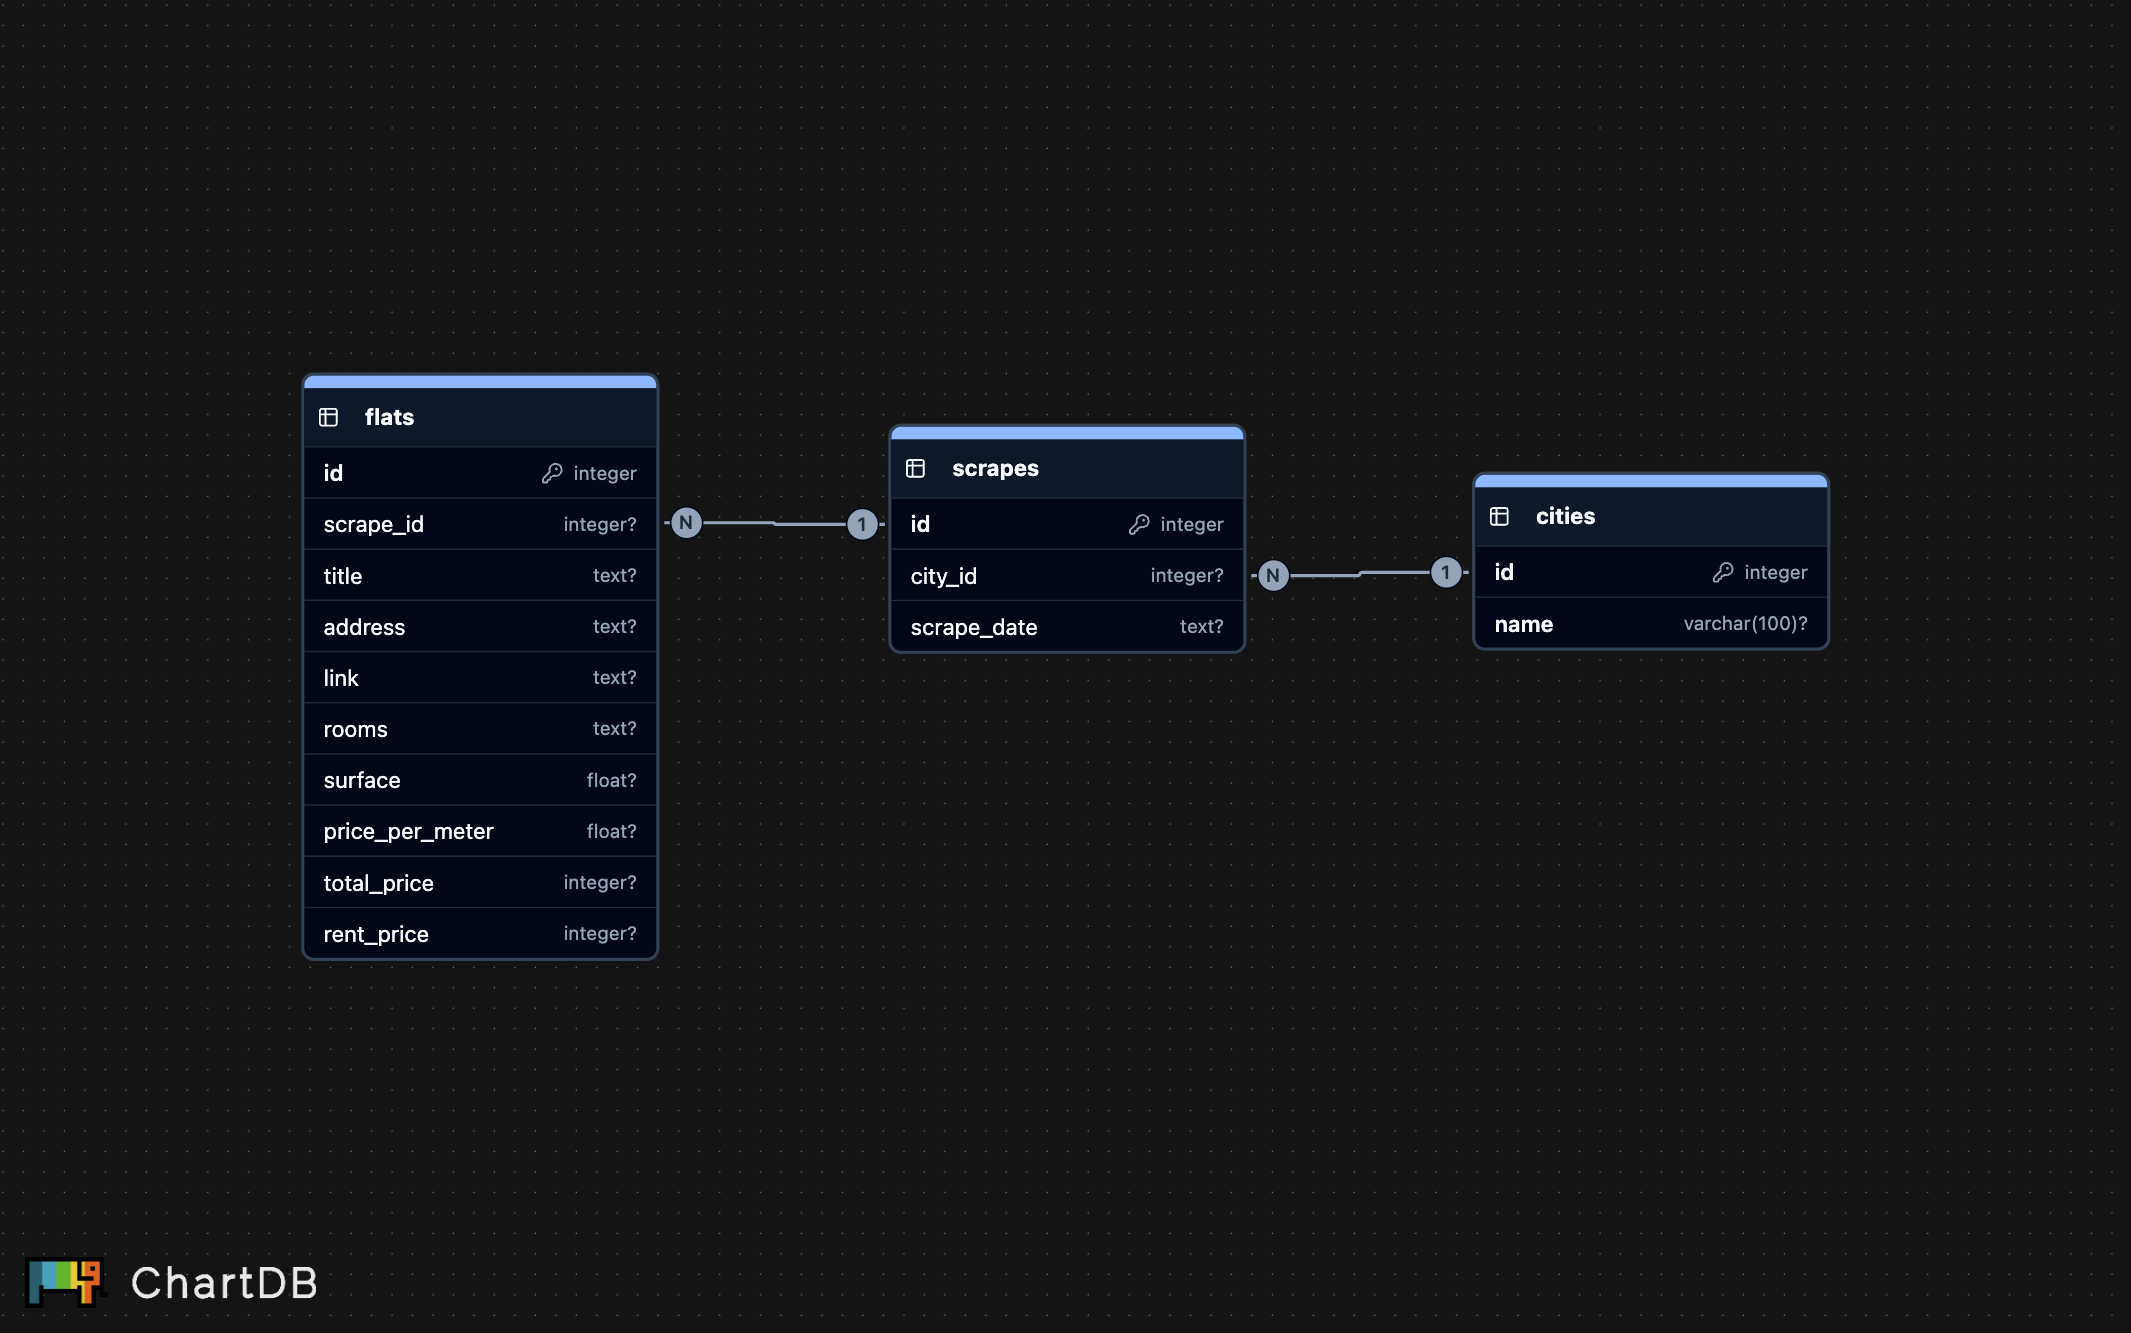 flats
id integer
scrape_id integer?
title text?
address text?
link text?
rooms text?
surface float?
price_per_meter float?
total_price integer?
rent_price integer?
N 1
scrapes
id integer
city_id integer?
scrape_date text?
N 1
cities
id integer
name varchar(100)?
ChartDB